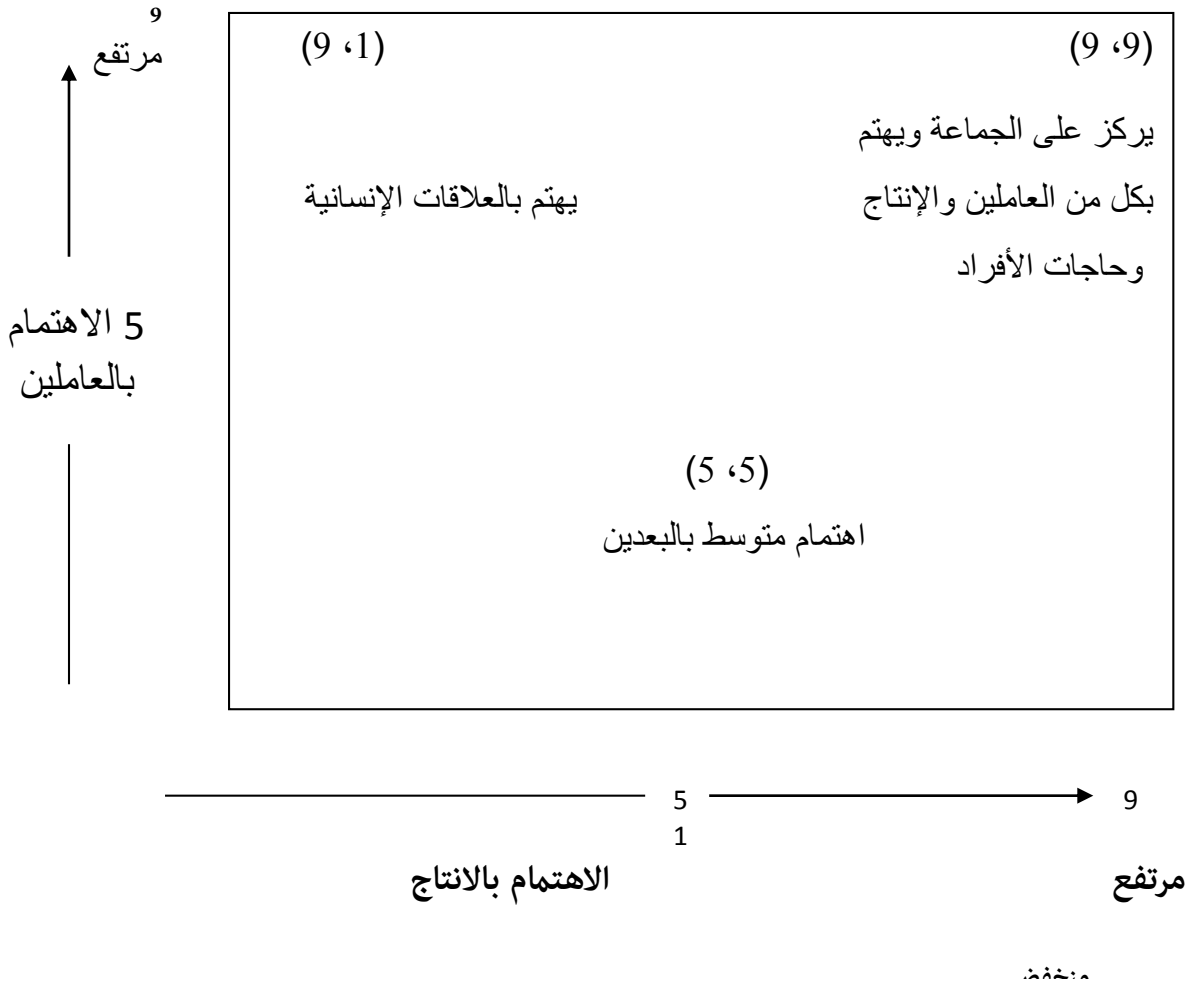 9
مرتفع
(1، 9)
(9، 9)
يركز على الجماعة ويهتم
يهتم بالعلاقات الإنسانية
بكل من العاملين والإنتاج
وحاجات الأفراد
5 الاهتمام
بالعاملين
(5، 5)
اهتمام متوسط بالبعدين
5
9
1
الاهتمام بالانتاج
مرتفع